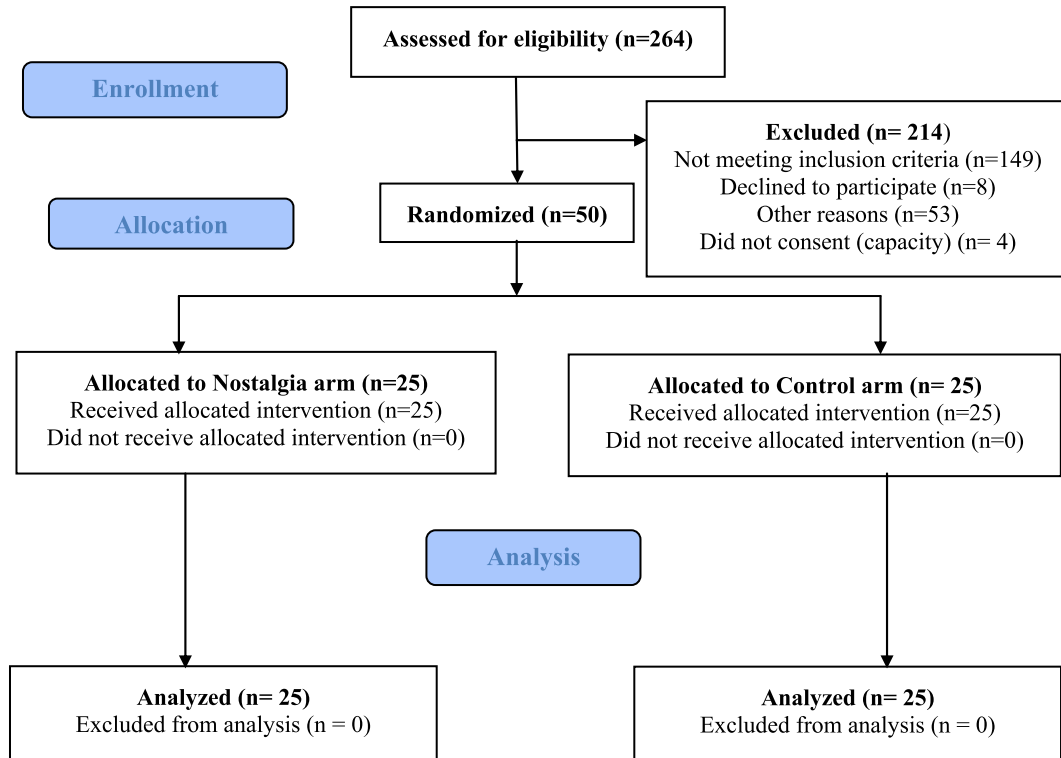 Assessed for eligibility (n=264)
Enrollment
Excluded (n= 214)
Not meeting inclusion criteria (n=149)
Declined to participate (n=8)
Other reasons (n=53)
Did not consent (capacity) (n= 4)
Randomized (n=50)
Allocation
Allocated to Nostalgia arm (n=25)
Received allocated intervention (n=25)
Did not receive allocated intervention (n=0)
Allocated to Control arm (n= 25)
Received allocated intervention (n=25)
Did not receive allocated intervention (n=0)
Analysis
Analyzed (n= 25)
Excluded from analysis (n = 0)
Analyzed (n= 25)
Excluded from analysis (n = 0)